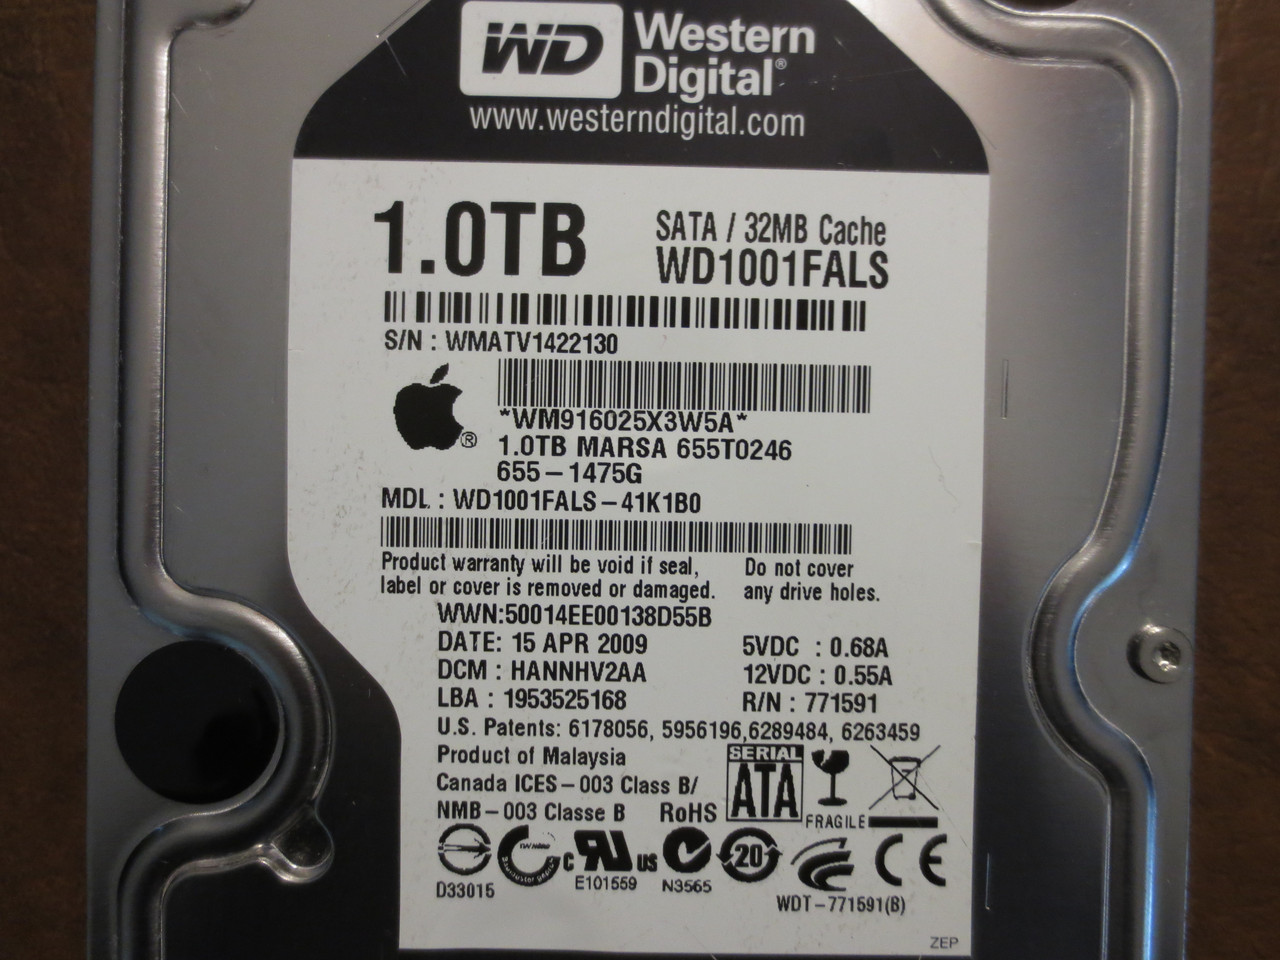 WD Western Digital®
www.westerndigital.com
1.0TB
SATA / 32MB Cache
WD1001FALS
S/N : WMATV1422130
*WM916025X3W5A*
®
1.0TB MARSA 655T0246
655-1475G
MDL : WD1001FALS-41K1B0
Product warranty will be void if seal,
label or cover is removed or damaged.
Do not cover
any drive holes.
WWN:50014EE00138D55B
DATE: 15 APR 2009
5VDC : 0.68A
DCM : HANNHV2AA
12VDC : 0.55A
LBA : 1953525168
R/N : 771591
U.S. Patents: 6178056, 5956196,6289484, 6263459
Product of Malaysia
Canada ICES-003 Class B/
NMB-003 Classe B
RoHS
SERIAL
ATA
FRAGILE
D33015
c UR us
E101559
N3565
20
CE
WDT-771591(B)
ZEP